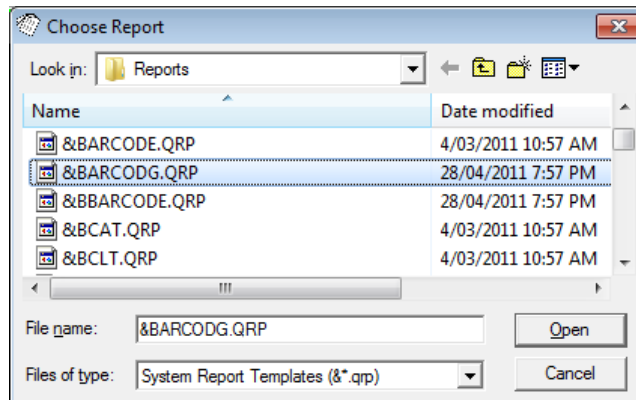 Choose Report
Look in: Reports
Name Date modified
&BARCODE.QRP 4/03/2011 10:57 AM
&BARCODG.QRP 28/04/2011 7:57 PM
&BBARCODE.QRP 28/04/2011 7:57 PM
&BCAT.QRP 4/03/2011 10:57 AM
&BCLT.QRP 4/03/2011 10:57 AM
File name: &BARCODG.QRP Open
Files of type: System Report Templates (&*.qrp) Cancel